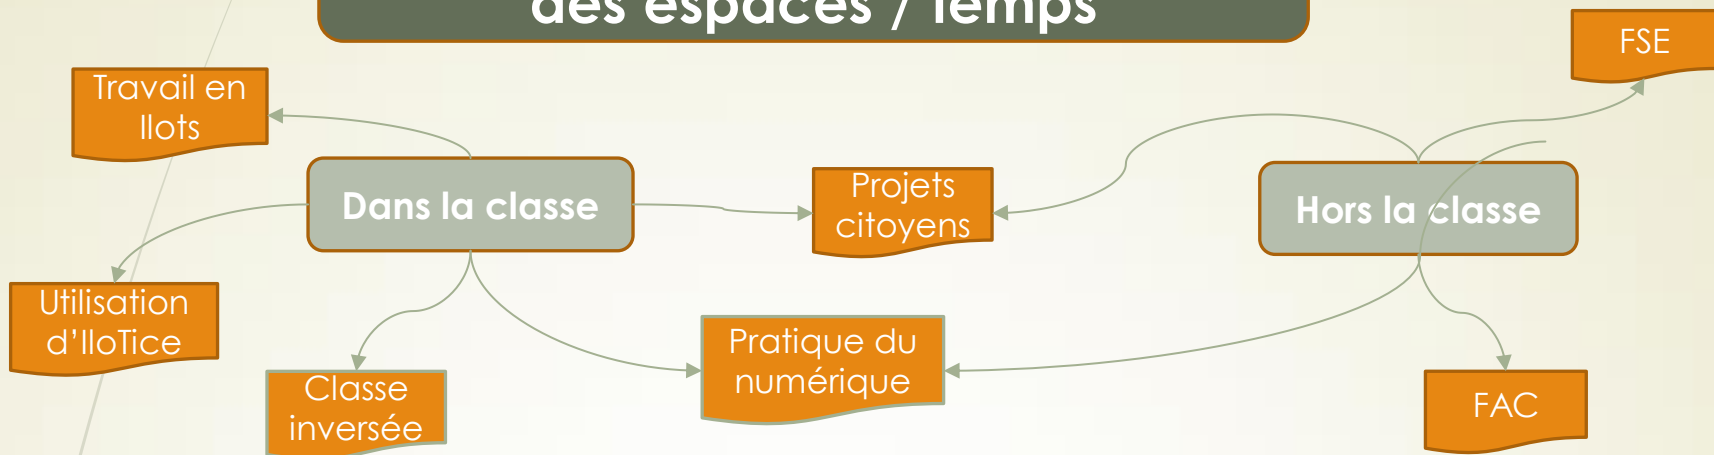 des espaces / Temps
FSE
Travail en
Ilots
Dans la classe
Projets
citoyens
Hors la classe
Utilisation
d'IloTice
Pratique du
numérique
Classe
inversée
FAC